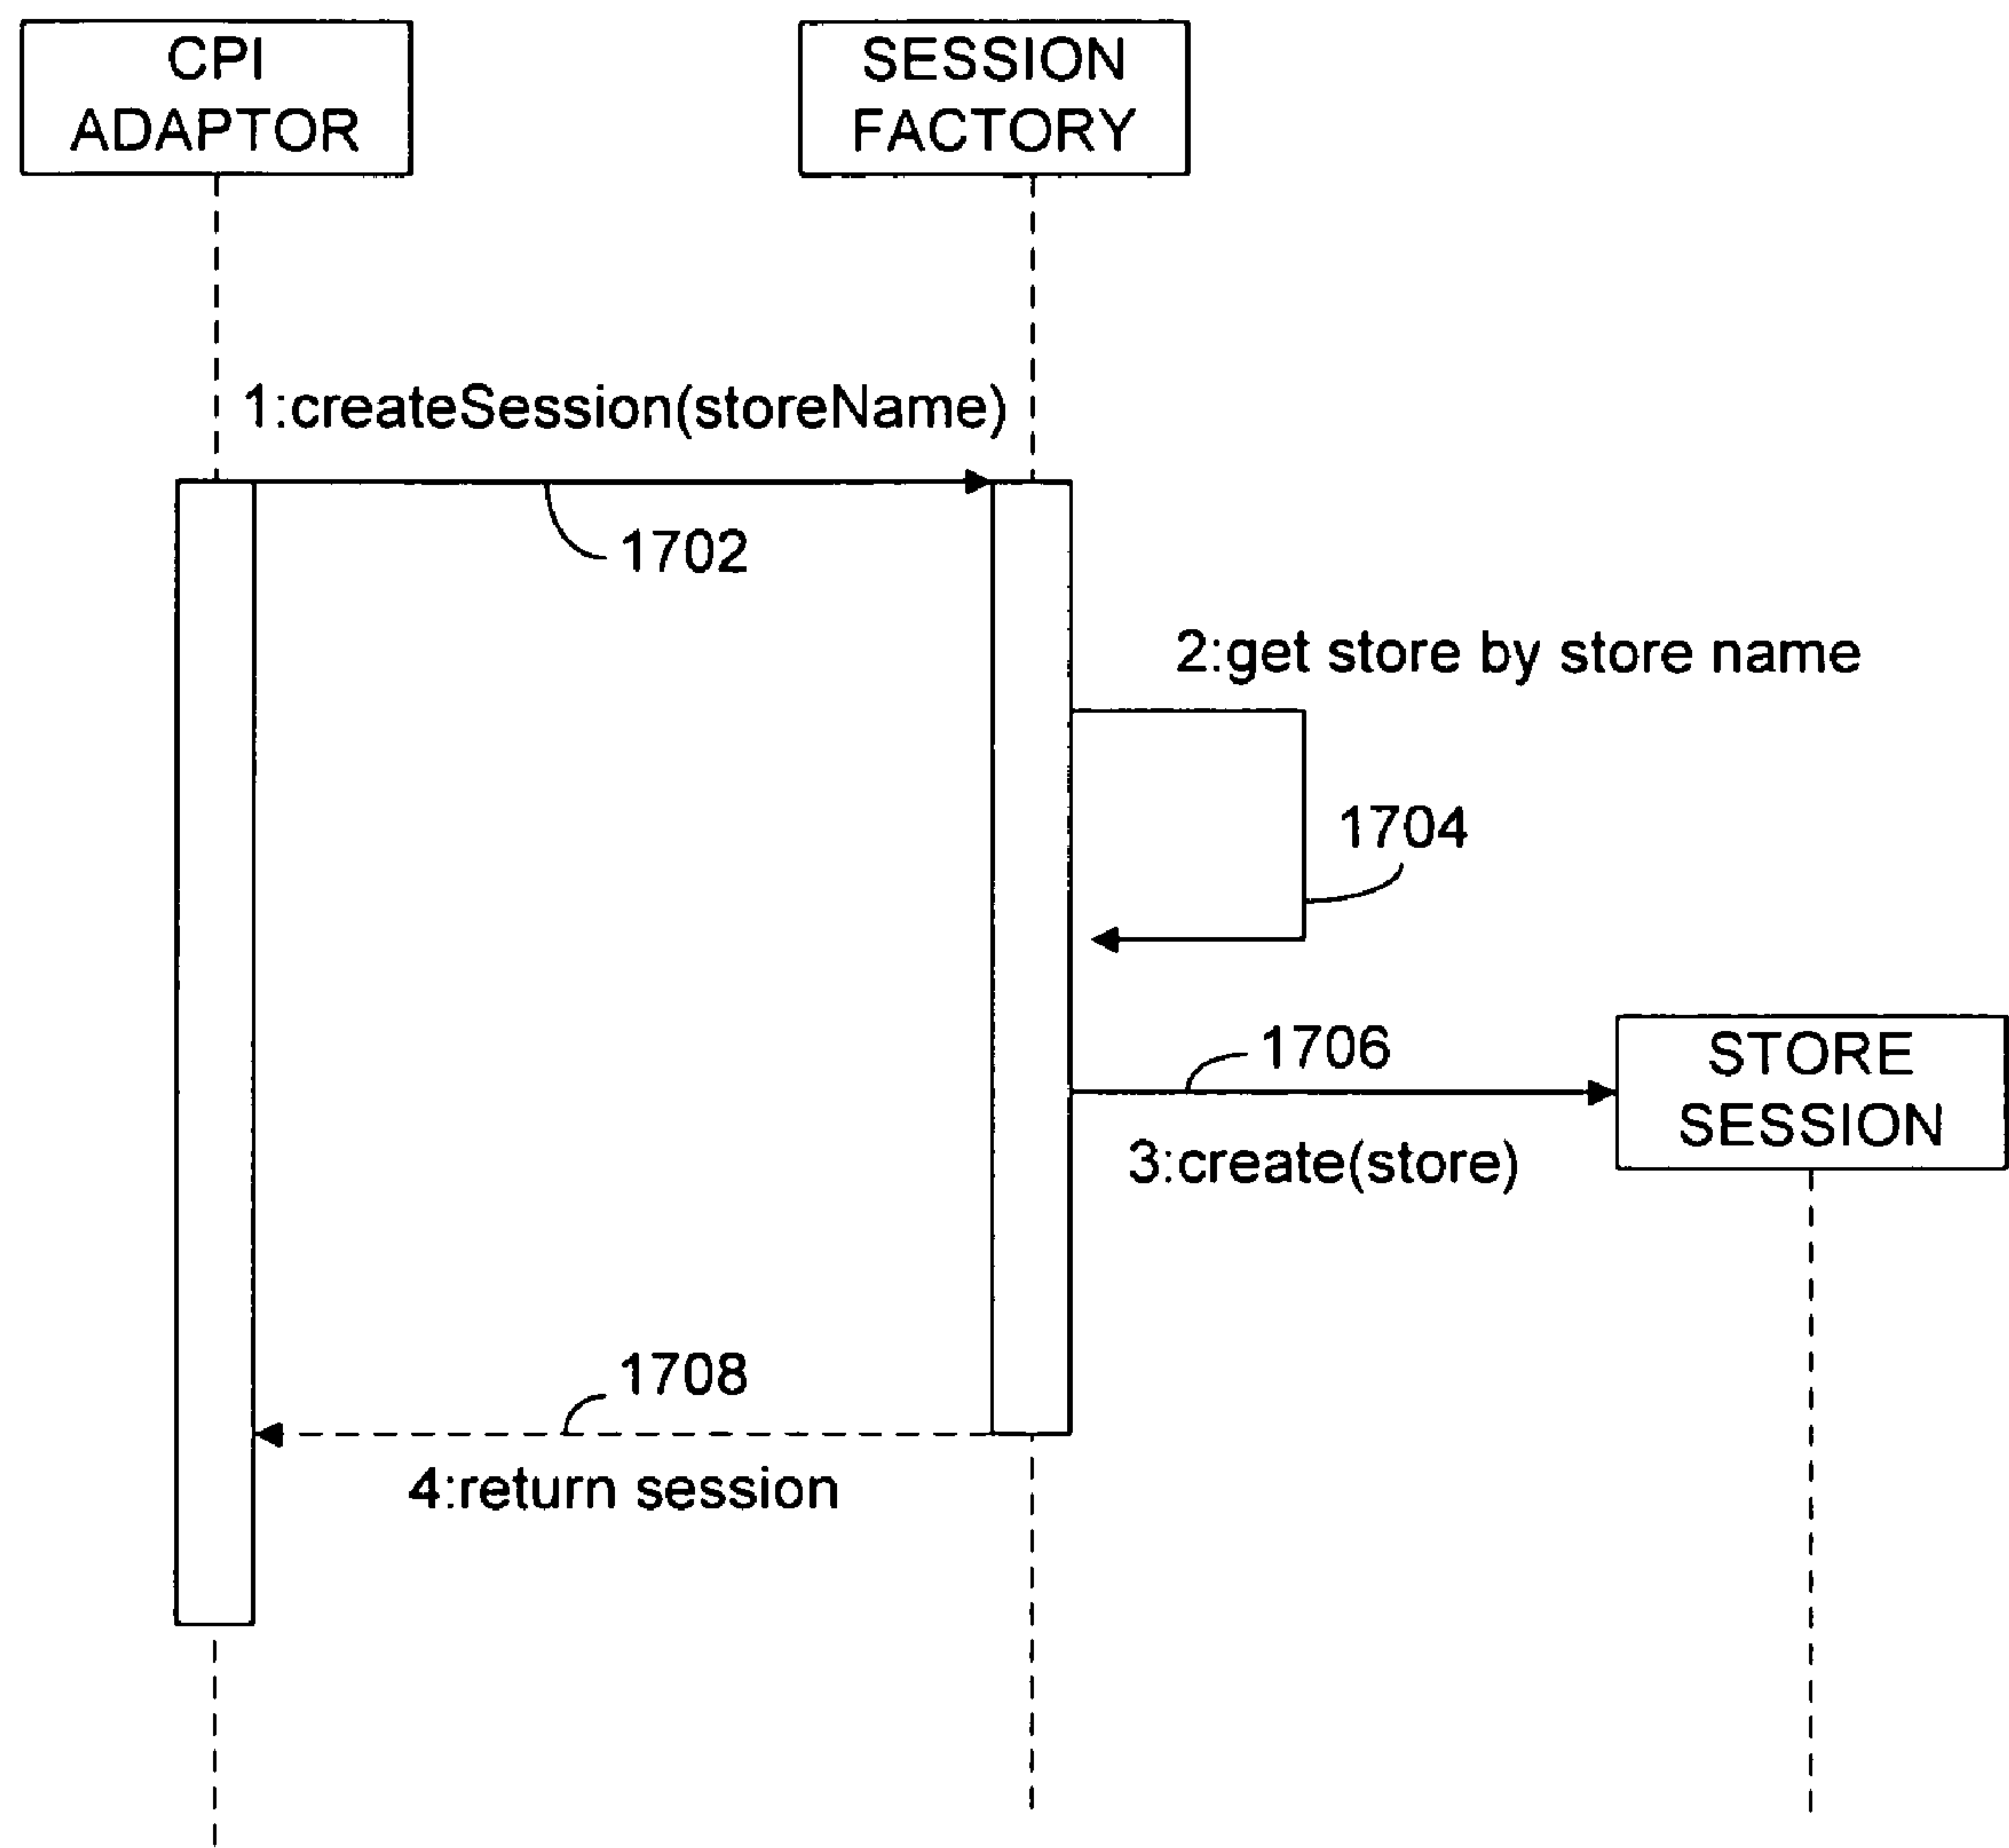 CPI
ADAPTOR
SESSION
FACTORY
1:createSession(storeName)
1702
2:get store by store name
1704
1706
STORE
SESSION
3:create(store)
1708
4:return session